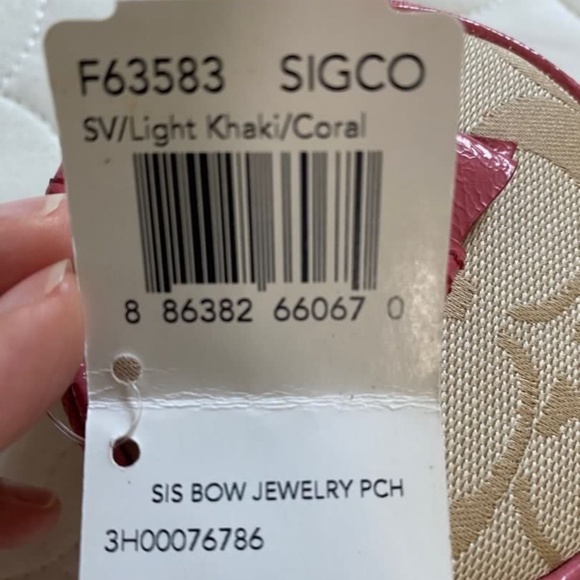 F63583 SIGCO
SV/Light Khaki/Coral
8 86382 66067 0
SIS BOW JEWELRY PCH
3H00076786